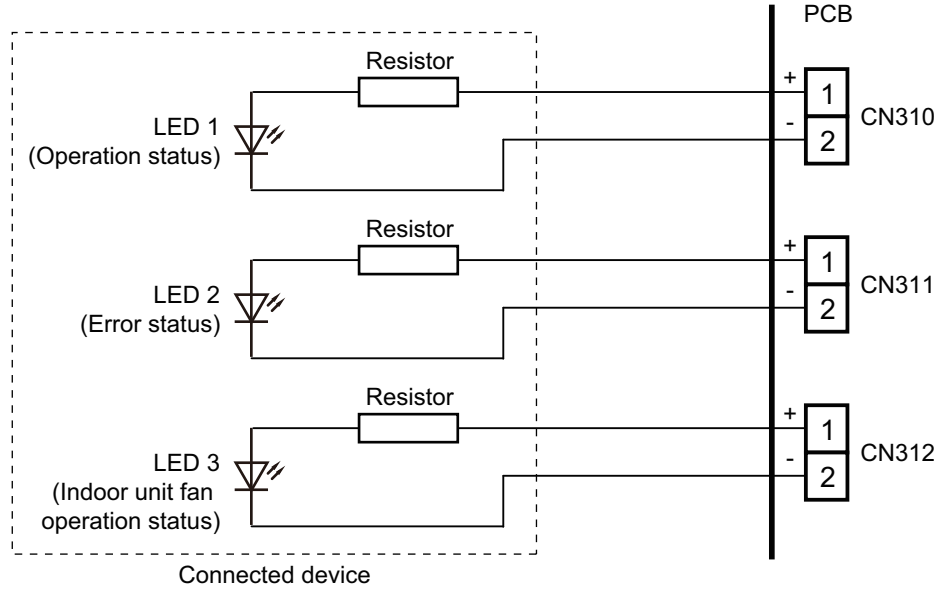 PCB
Resistor
+
1
CN310
LED 1
(Operation status)
-
2
Resistor
+
1
CN311
LED 2
(Error status)
-
2
Resistor
+
1
CN312
LED 3
(Indoor unit fan
operation status)
-
2
Connected device